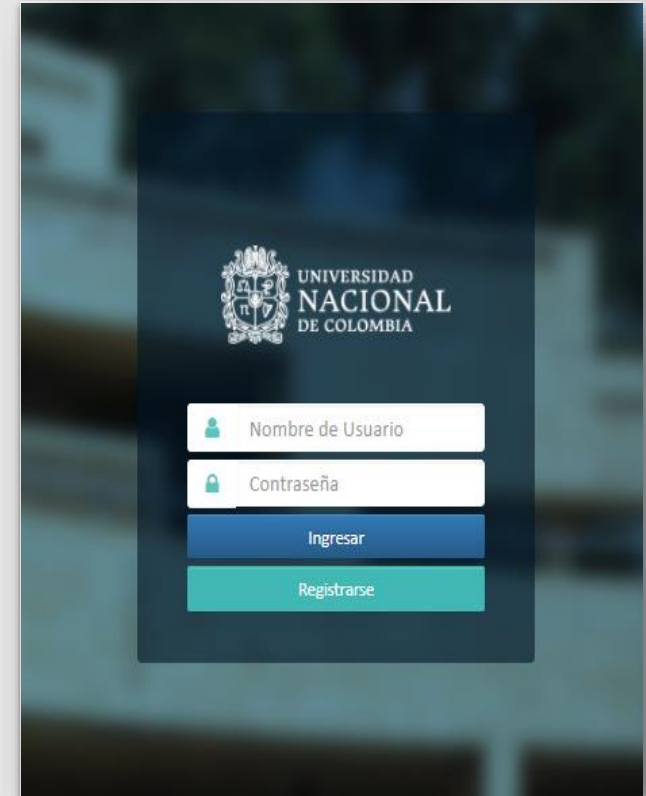 UNIVERSIDAD
NACIONAL
DE COLOMBIA
Nombre de Usuario
Contraseña
Ingresar
Registrarse